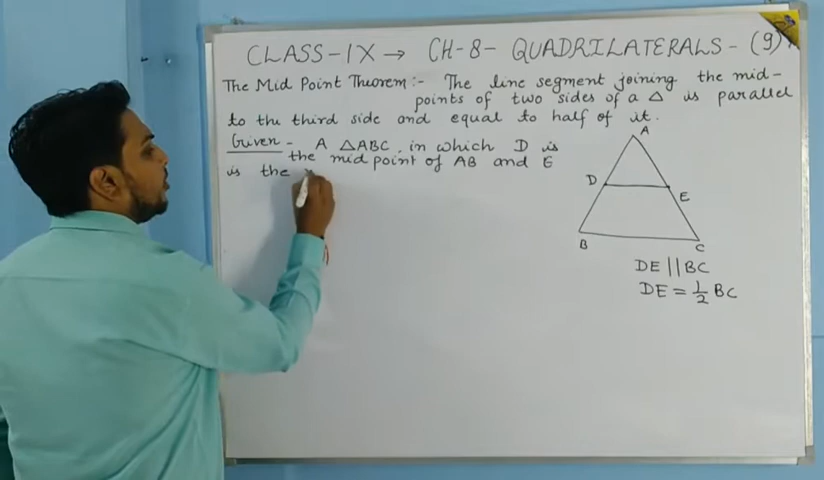 CLASS-IX → CH-8- QUADRILATERALS-(9)
The Mid Point Theorem :- The line segment joining the mid-
points of two sides of a △ is parallel
to the third side and equal to half of it.
Given - A △ABC, in which D is
the mid point of AB and E
is the
A
D
E
B
C
DE || BC
DE = 1/2 BC